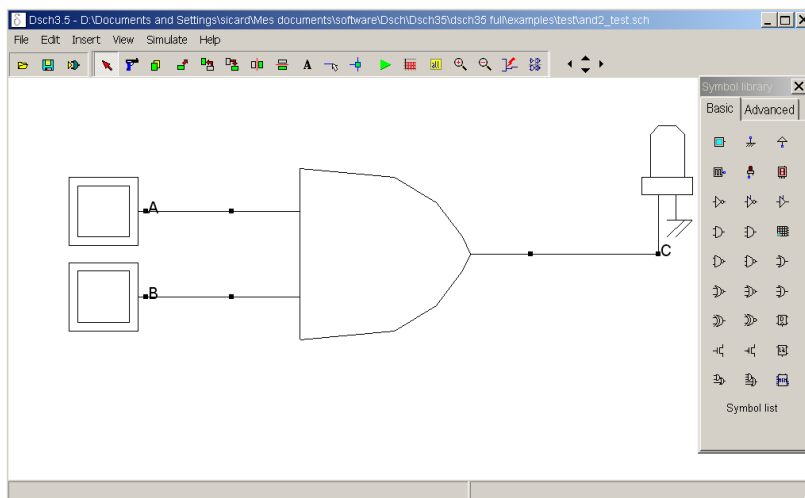 Dsch3.5 - D:\Documents and Settings\sicard\Mes documents\software\Dsch\Dsch35\dsch35 full\examples\test\and2_test.sch
File Edit Insert View Simulate Help
A
all
Symbol library
Basic Advanced
A
B
C
Symbol list